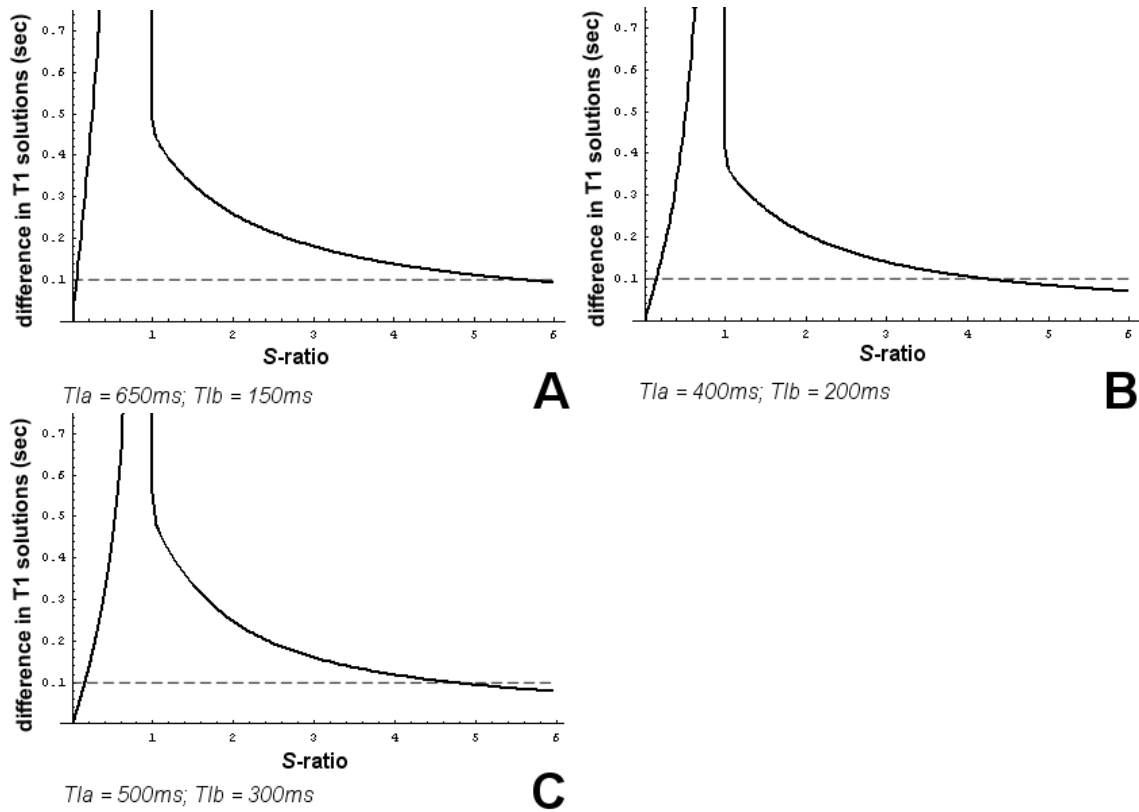 difference in T1 solutions (sec)
0.7
0.6
0.5
0.4
0.3
0.2
0.1
1 2 3 4 5 6
S-ratio
TIa = 650ms; TIb = 150ms
A
difference in T1 solutions (sec)
0.7
0.6
0.5
0.4
0.3
0.2
0.1
1 2 3 4 5 6
S-ratio
TIa = 400ms; TIb = 200ms
B
difference in T1 solutions (sec)
0.7
0.6
0.5
0.4
0.3
0.2
0.1
1 2 3 4 5 6
S-ratio
TIa = 500ms; TIb = 300ms
C